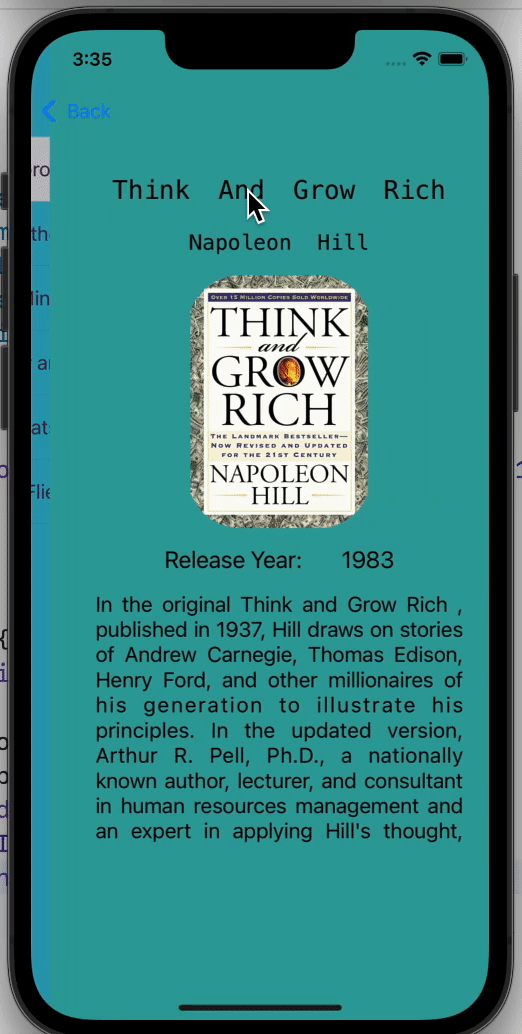 3:35
Back
Think And Grow Rich
Napoleon Hill
OVER 15 MILLION COPIES SOLD WORLDWIDE
THINK
and
GROW
RICH
THE LANDMARK BESTSELLER—
NOW REVISED AND UPDATED
FOR THE 21ST CENTURY
NAPOLEON
HILL
Release Year: 1983
In the original Think and Grow Rich ,
published in 1937, Hill draws on stories
of Andrew Carnegie, Thomas Edison,
Henry Ford, and other millionaires of
his generation to illustrate his
principles. In the updated version,
Arthur R. Pell, Ph.D., a nationally
known author, lecturer, and consultant
in human resources management and
an expert in applying Hill's thought,